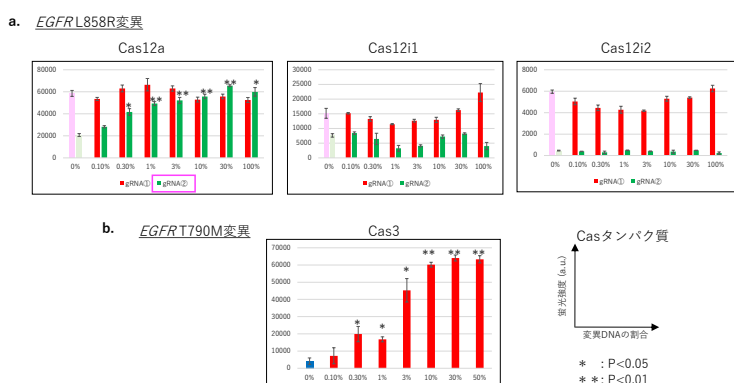 a. EGFR L858R変異
Cas12a
80000
60000
40000
20000
0
* ** ** ** ** *
0% 0.10% 0.30% 1% 3% 10% 30% 100%
gRNA① gRNA②
Cas12i1
30000
25000
20000
15000
10000
5000
0
0% 0.10% 0.30% 1% 3% 10% 30% 100%
gRNA① gRNA②
Cas12i2
8000
6000
4000
2000
0
0% 0.10% 0.30% 1% 3% 10% 30% 100%
gRNA① gRNA②
b. EGFR T790M変異
Cas3
70000
60000
50000
40000
30000
20000
10000
0
* * * ** ** **
0% 0.10% 0.30% 1% 3% 10% 30% 50%
Casタンパク質
蛍光強度 (a.u.)
変異DNAの割合
* : P<0.05
* *: P<0.01